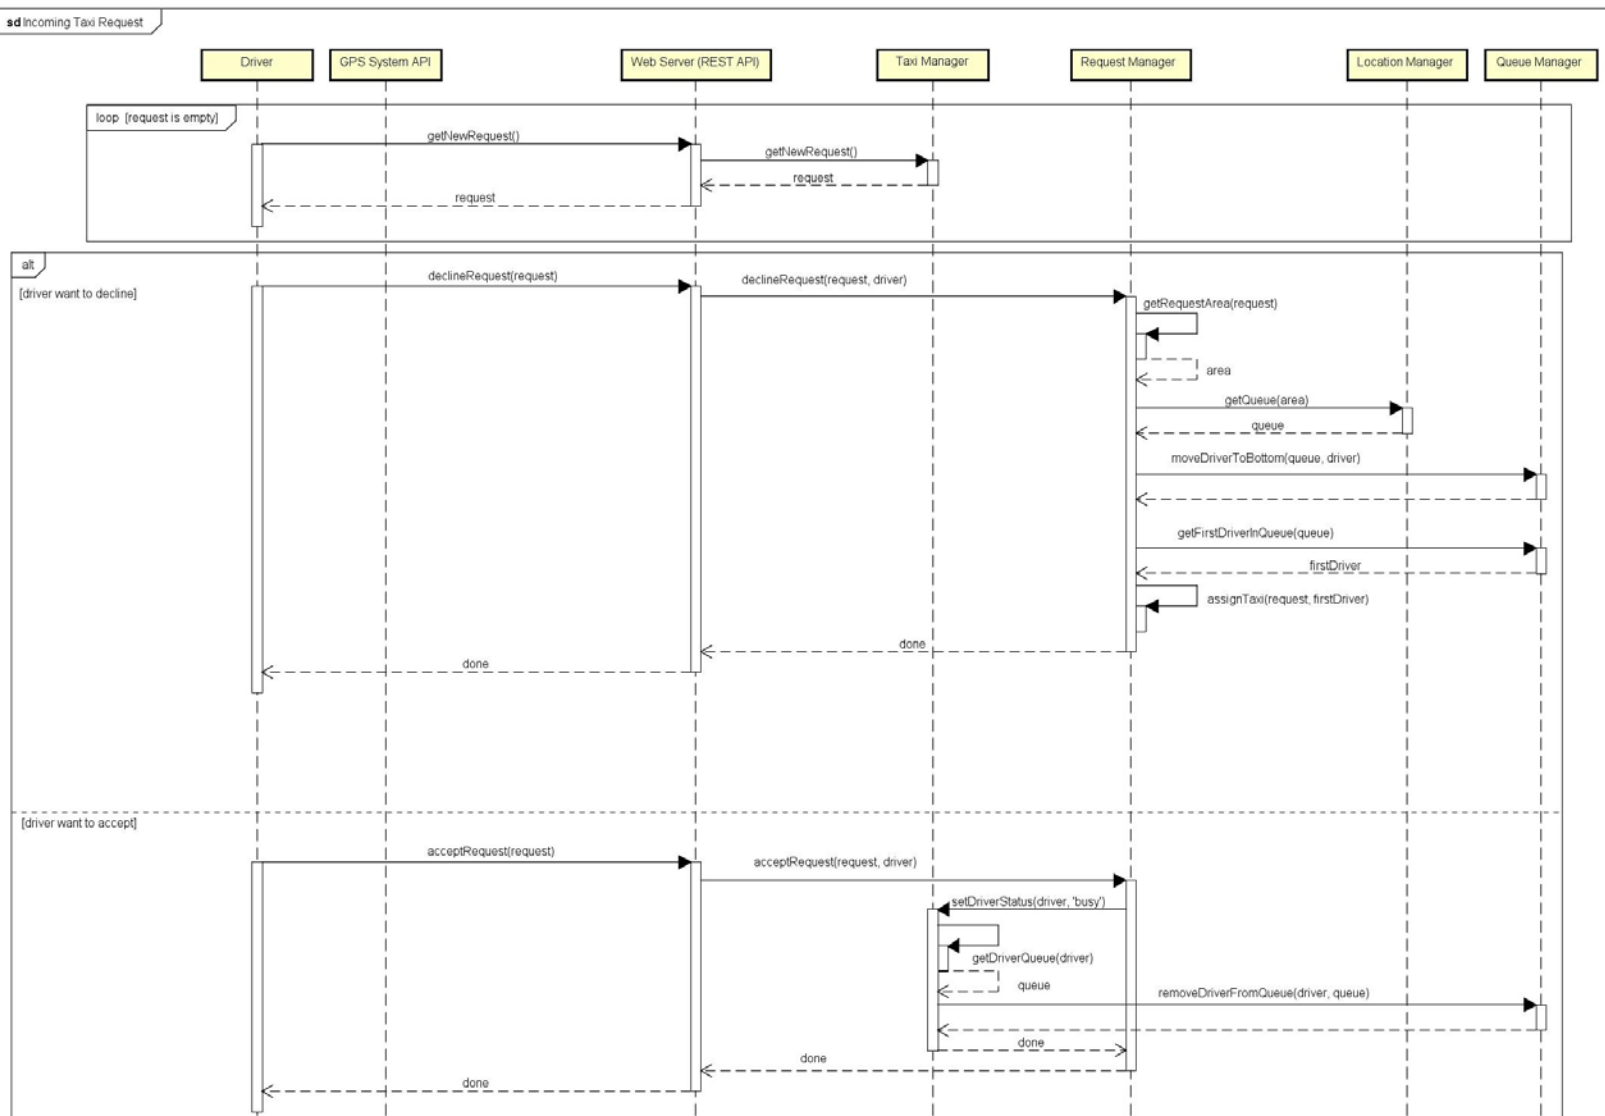 sd Incoming Taxi Request
Driver
GPS System API
Web Server (REST API)
Taxi Manager
Request Manager
Location Manager
Queue Manager
loop [request is empty]
getNewRequest()
getNewRequest()
request
request
alt
[driver want to decline]
declineRequest(request)
declineRequest(request, driver)
getRequestArea(request)
area
getQueue(area)
queue
moveDriverToBottom(queue, driver)
getFirstDriverInQueue(queue)
firstDriver
assignTaxi(request, firstDriver)
done
done
[driver want to accept]
acceptRequest(request)
acceptRequest(request, driver)
setDriverStatus(driver, 'busy')
getDriverQueue(driver)
queue
removeDriverFromQueue(driver, queue)
done
done
done